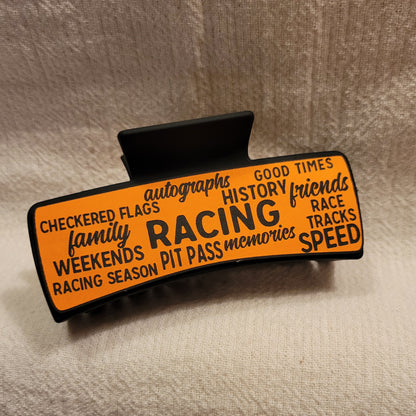 GOOD TIMES
autographs
HISTORY friends
CHECKERED FLAGS
RACING
RACE
TRACKS
family
WEEKENDS
PIT PASS memories SPEED
RACING SEASON